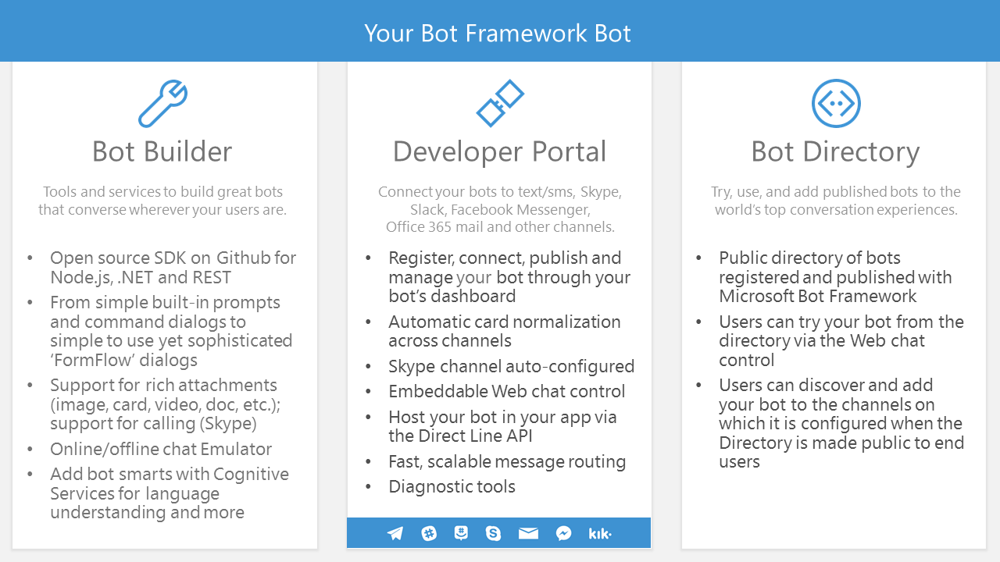 Your Bot Framework Bot
Bot Builder
Tools and services to build great bots
that converse wherever your users are.
• Open source SDK on Github for
Node.js, .NET and REST
• From simple built-in prompts
and command dialogs to
simple to use yet sophisticated
‘FormFlow’ dialogs
• Support for rich attachments
(image, card, video, doc, etc.);
support for calling (Skype)
• Online/offline chat Emulator
• Add bot smarts with Cognitive
Services for language
understanding and more
Developer Portal
Connect your bots to text/sms, Skype,
Slack, Facebook Messenger,
Office 365 mail and other channels.
• Register, connect, publish and
manage your bot through your
bot’s dashboard
• Automatic card normalization
across channels
• Skype channel auto-configured
• Embeddable Web chat control
• Host your bot in your app via
the Direct Line API
• Fast, scalable message routing
• Diagnostic tools
kik·
Bot Directory
Try, use, and add published bots to the
world’s top conversation experiences.
• Public directory of bots
registered and published with
Microsoft Bot Framework
• Users can try your bot from the
directory via the Web chat
control
• Users can discover and add
your bot to the channels on
which it is configured when the
Directory is made public to end
users